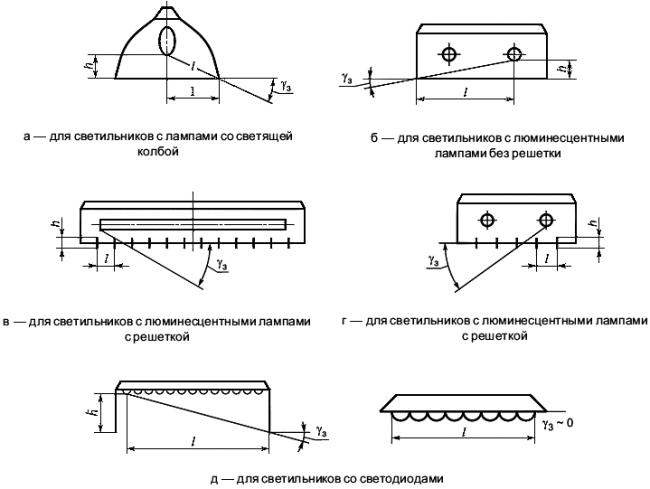 h
l
l
γз
γз
l
h
а — для светильников с лампами со светящей
колбой
б — для светильников с люминесцентными
лампами без решетки
h
l
γз
γз
h
l
в — для светильников с люминесцентными лампами
с решеткой
г — для светильников с люминесцентными лампами
с решеткой
h
l
γз
l
γз ~ 0
д — для светильников со светодиодами